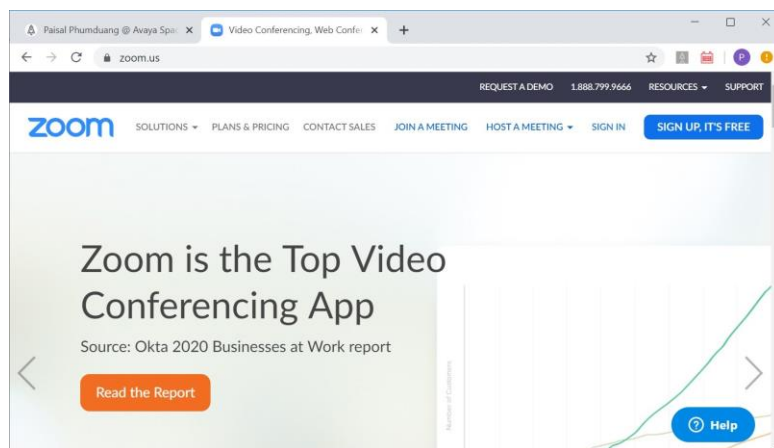 Paisal Phumduang @ Avaya Spac
Video Conferencing, Web Confer
zoom.us
P
REQUEST A DEMO 1.888.799.9666 RESOURCES SUPPORT
zoom SOLUTIONS PLANS & PRICING CONTACT SALES JOIN A MEETING HOST A MEETING SIGN IN SIGN UP, IT'S FREE
Zoom is the Top Video
Conferencing App
Source: Okta 2020 Businesses at Work report
Read the Report
Number of Customers
Help